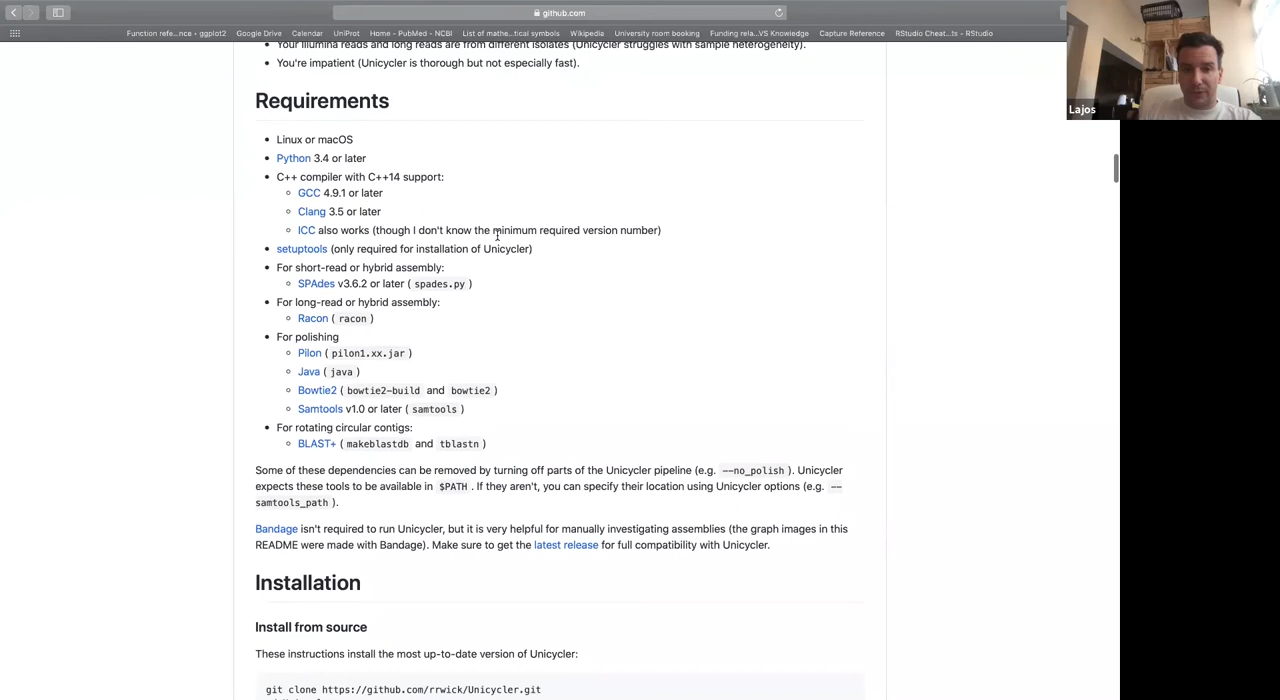 github.com
Function refe...nce - ggplot2
Google Drive
Calendar
UniProt
Home - PubMed - NCBI
List of mathe...tical symbols
Wikipedia
University room booking
Funding rela...VS Knowledge
Capture Reference
RStudio Cheat...ts - RStudio
Your Illumina reads and long reads are from different isolates (Unicycler struggles with sample heterogeneity).
You're impatient (Unicycler is thorough but not especially fast).
Lajos
Requirements
Linux or macOS
Python 3.4 or later
C++ compiler with C++14 support:
GCC 4.9.1 or later
Clang 3.5 or later
ICC also works (though I don't know the minimum required version number)
setuptools (only required for installation of Unicycler)
For short-read or hybrid assembly:
SPAdes v3.6.2 or later ( spades.py )
For long-read or hybrid assembly:
Racon ( racon )
For polishing
Pilon ( pilon1.xx.jar )
Java ( java )
Bowtie2 ( bowtie2-build and bowtie2 )
Samtools v1.0 or later ( samtools )
For rotating circular contigs:
BLAST+ ( makeblastdb and tblastn )
Some of these dependencies can be removed by turning off parts of the Unicycler pipeline (e.g. --no_polish ). Unicycler
expects these tools to be available in $PATH . If they aren't, you can specify their location using Unicycler options (e.g. --
samtools_path ).
Bandage isn't required to run Unicycler, but it is very helpful for manually investigating assemblies (the graph images in this
README were made with Bandage). Make sure to get the latest release for full compatibility with Unicycler.
Installation
Install from source
These instructions install the most up-to-date version of Unicycler:
git clone https://github.com/rrwick/Unicycler.git